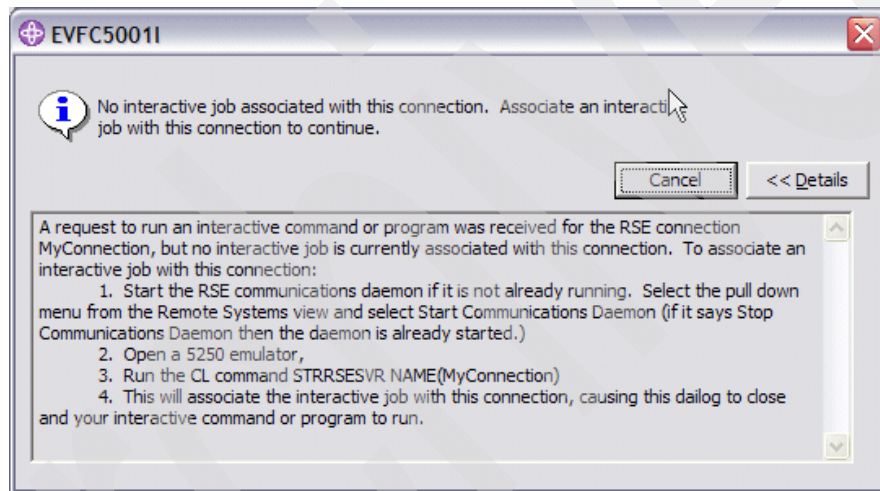 EVFC5001I
No interactive job associated with this connection.  Associate an interacti
job with this connection to continue.
Cancel
<< Details
A request to run an interactive command or program was received for the RSE connection
MyConnection, but no interactive job is currently associated with this connection.  To associate an
interactive job with this connection:
1.  Start the RSE communications daemon if it is not already running.  Select the pull down
menu from the Remote Systems view and select Start Communications Daemon (if it says Stop
Communications Daemon then the daemon is already started.)
2.  Open a 5250 emulator,
3.  Run the CL command STRRSESVR NAME(MyConnection)
4.  This will associate the interactive job with this connection, causing this dailog to close
and your interactive command or program to run.